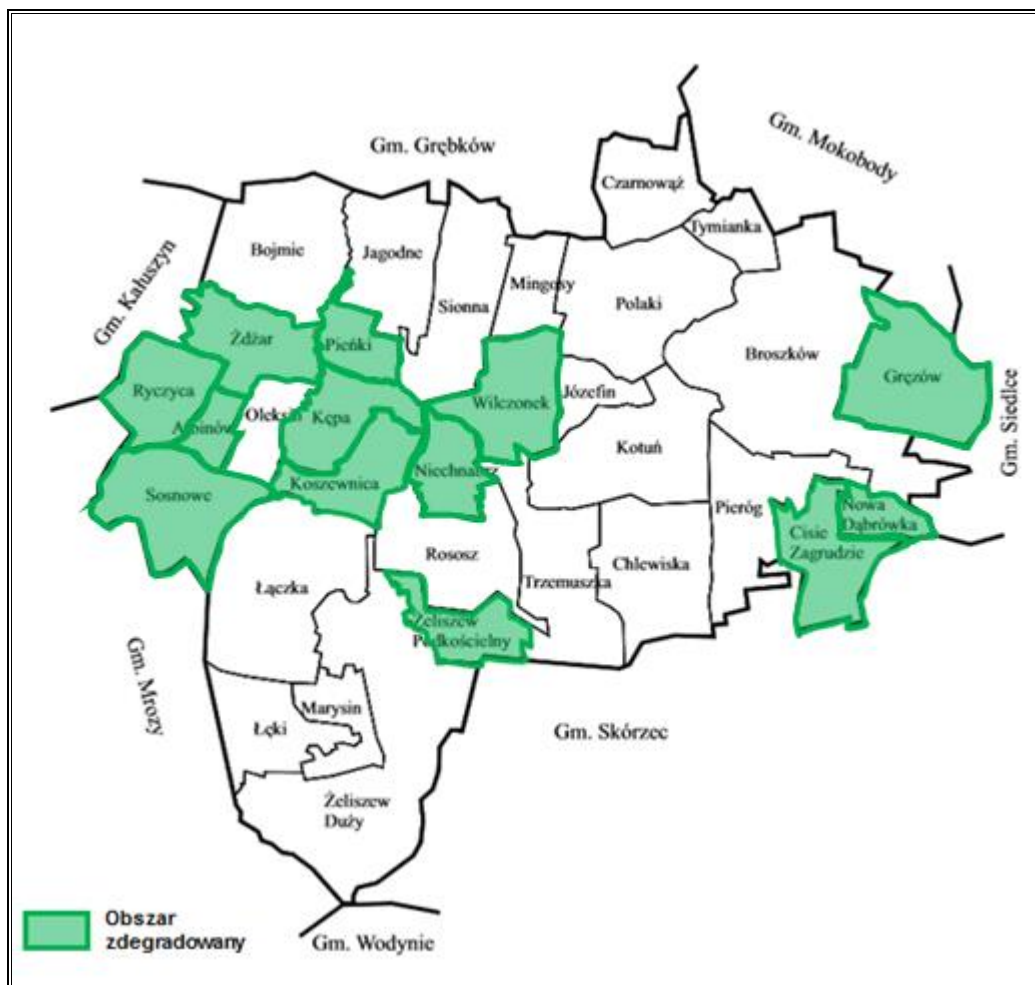 Gm. Grębków
Gm. Mokobody
Czarnowąż
Tymianka
Bojmie
Jagodne
Gm. Kałuszyn
Sionna
Mingosy
Polaki
Żdżar
Pieńki
Broszków
Gręzów
Ryczyca
Józefin
Wilczonek
Kępa
Albinów
Gm. Siedlce
Kotuń
Koszewnica
Sosnowe
Pieróg
Nowa
Dąbrówka
Cisie
Zagrudzie
Rososz
Chlewiska
Trzemuszka
Łączka
Żeliszew
Podkościelny
Gm. Mrozy
Marysin
Łęki
Gm. Skórzec
Żeliszew
Duży
Obszar
zdegradowany
Gm. Wodynie